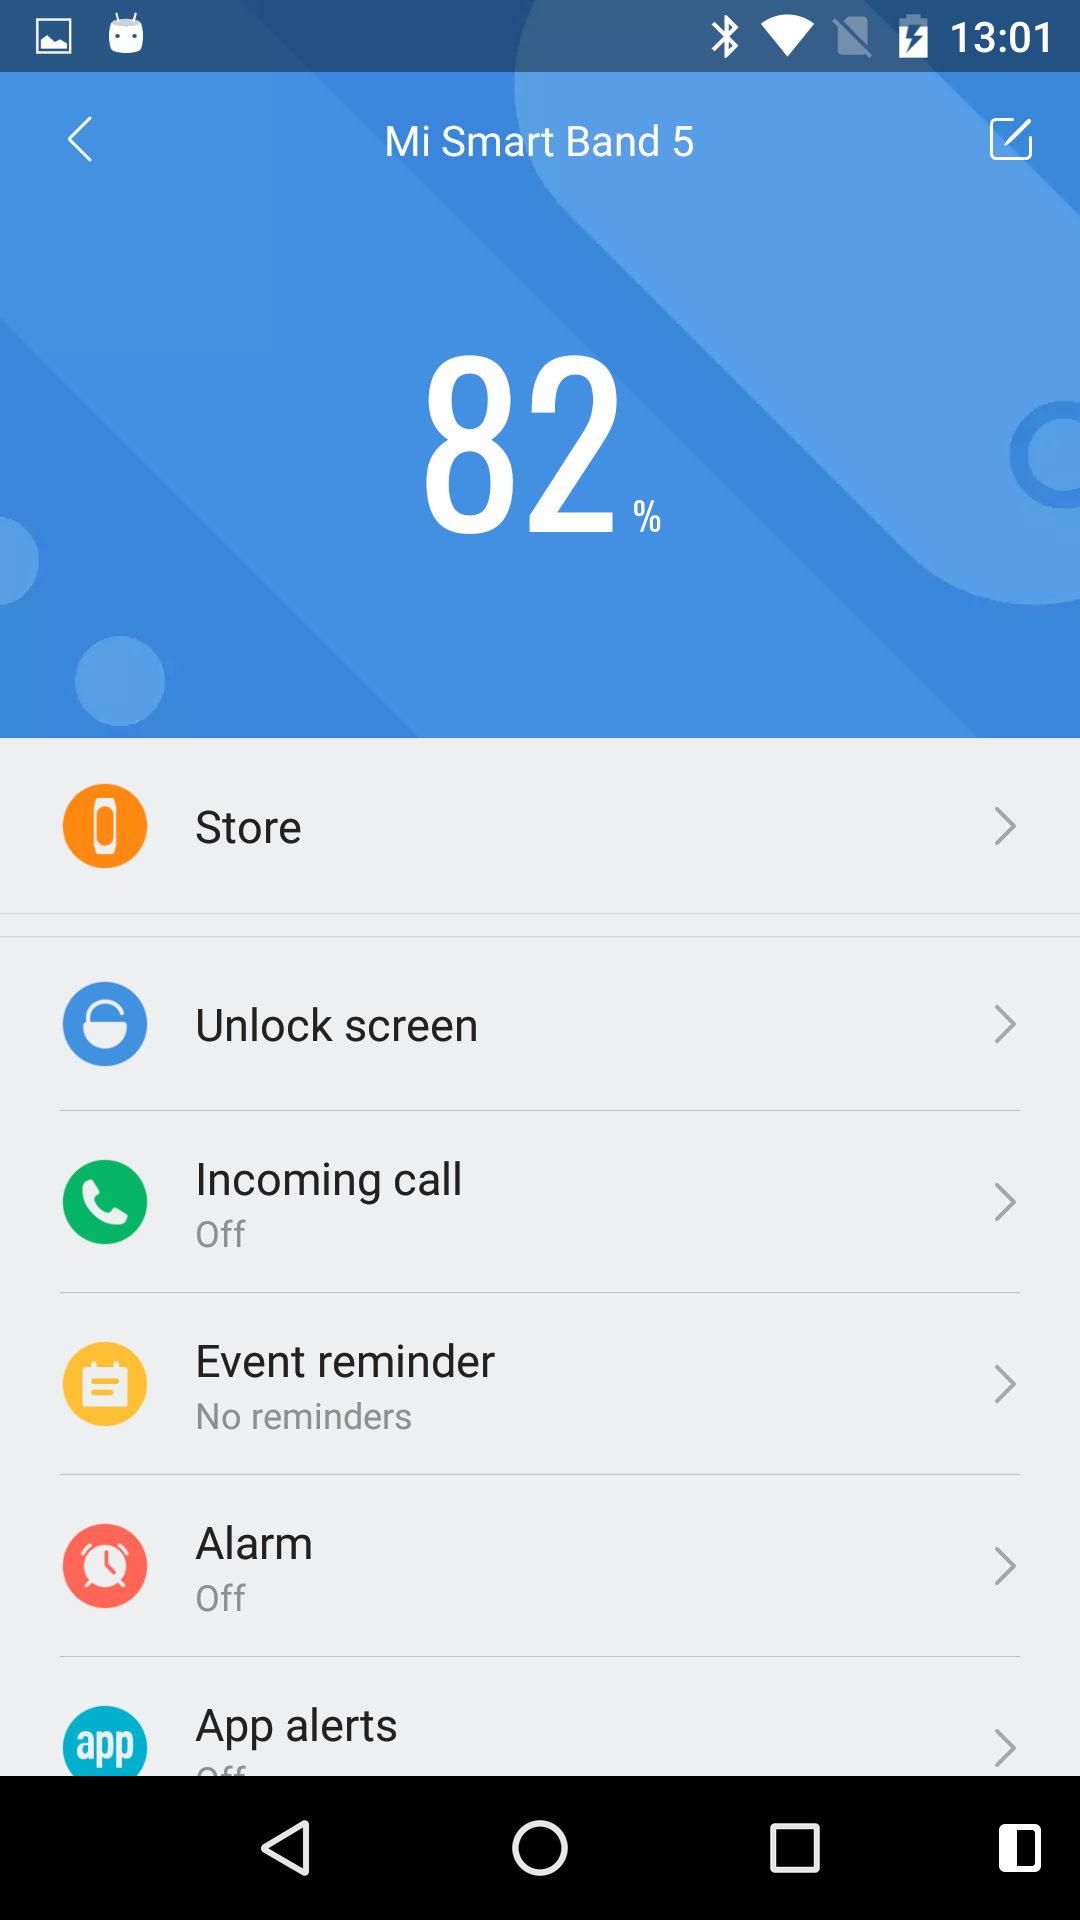 13:01
Mi Smart Band 5
82 %
Store
Unlock screen
Incoming call
Off
Event reminder
No reminders
Alarm
Off
app
App alerts
Off